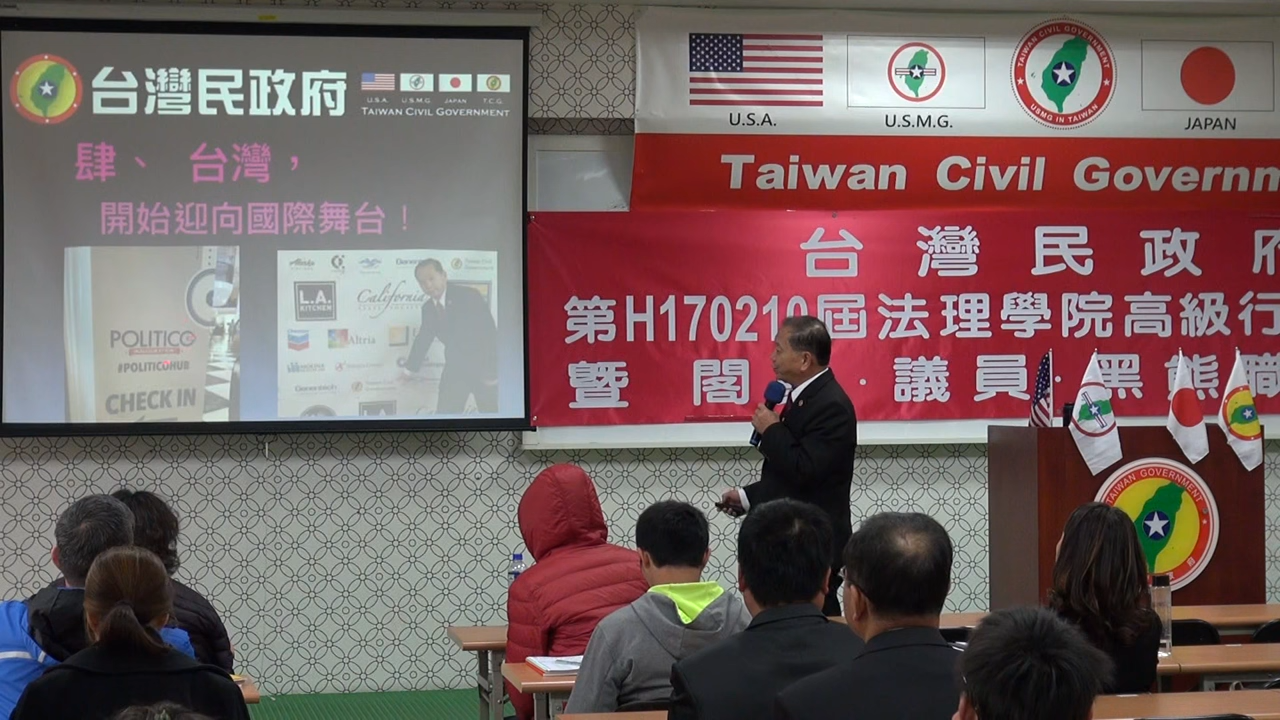 台灣民政府
U.S.A. U.S.M.G. JAPAN T.C.G.
TAIWAN CIVIL GOVERNMENT
肆、 台灣，
開始迎向國際舞台！
POLITICO
#POLITICOHUB
CHECK IN
L.A.
KITCHEN
California
Altria
U.S.A.
U.S.M.G.
TAIWAN CIVIL GOVERNMENT
USMG IN TAIWAN
JAPAN
Taiwan Civil Governm
台灣民政府
第H170210屆法理學院高級行
暨 閣 ・議員・黑熊職
TAIWAN GOVERNMENT